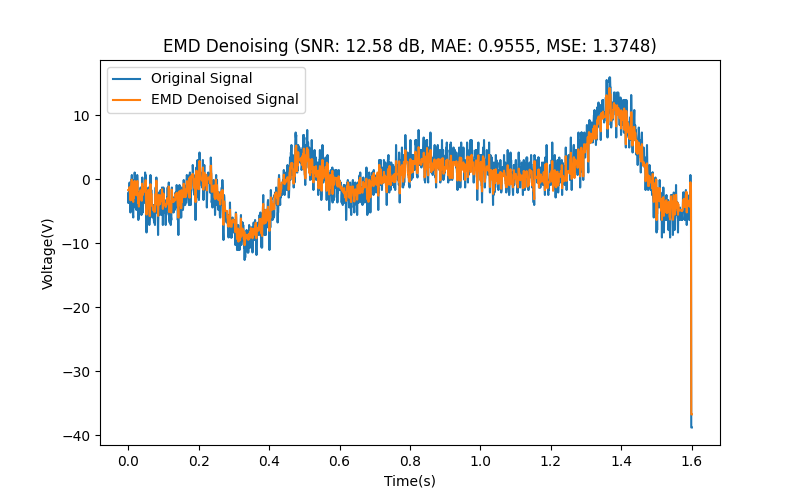 EMD Denoising (SNR: 12.58 dB, MAE: 0.9555, MSE: 1.3748)
Original Signal
EMD Denoised Signal
10
0
−10
−20
−30
−40
Voltage(V)
0.0 0.2 0.4 0.6 0.8 1.0 1.2 1.4 1.6
Time(s)